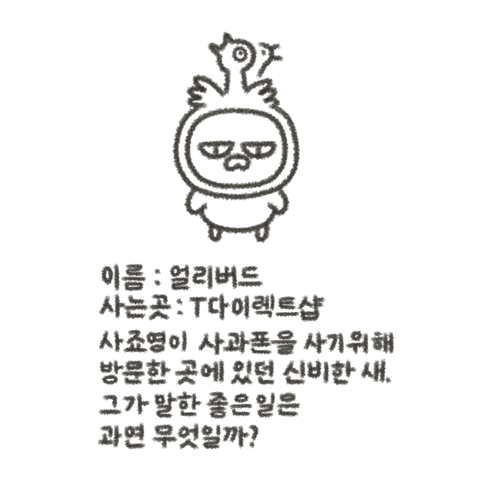 이름 : 얼리버드
사는곳 : T다이렉트샵
사죠영이 사과폰을 사기위해
방문한 곳에 있던 신비한 새.
그가 말한 좋은일은
과연 무엇일까?